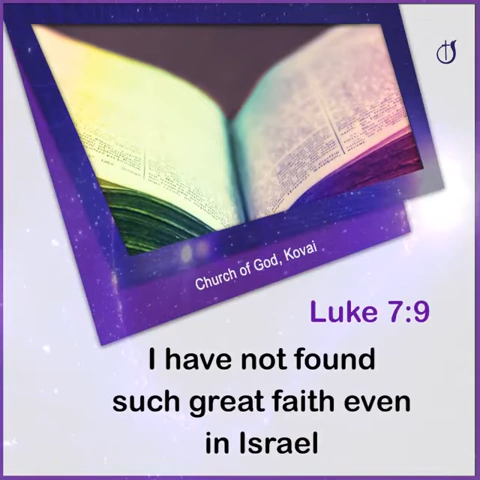 Church of God, Kovai
Luke 7:9
I have not found
such great faith even
in Israel